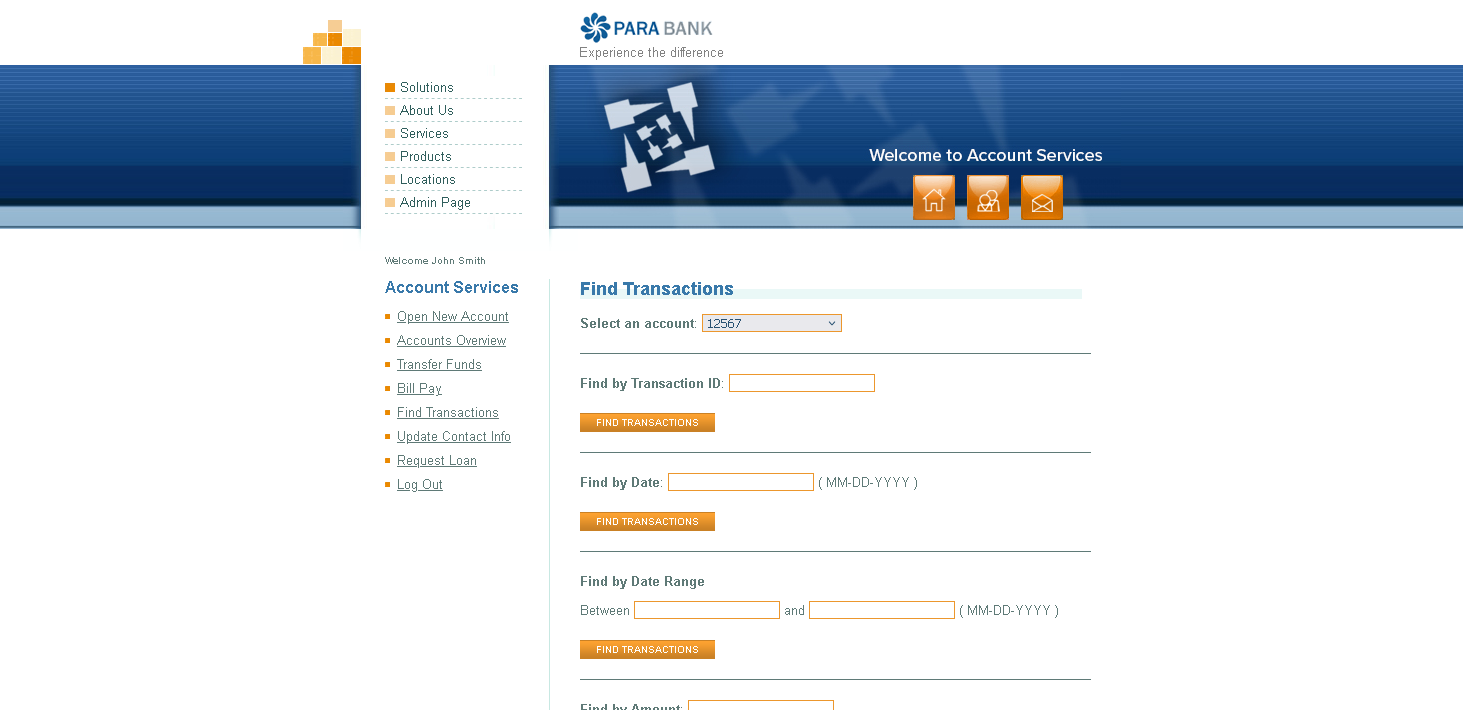 PARA BANK
Experience the difference
Solutions
About Us
Services
Products
Locations
Admin Page
Welcome to Account Services
Welcome John Smith
Account Services
Open New Account
Accounts Overview
Transfer Funds
Bill Pay
Find Transactions
Update Contact Info
Request Loan
Log Out
Find Transactions
Select an account: 12567
Find by Transaction ID:
FIND TRANSACTIONS
Find by Date: ( MM-DD-YYYY )
FIND TRANSACTIONS
Find by Date Range
Between and ( MM-DD-YYYY )
FIND TRANSACTIONS
Find by Amount: